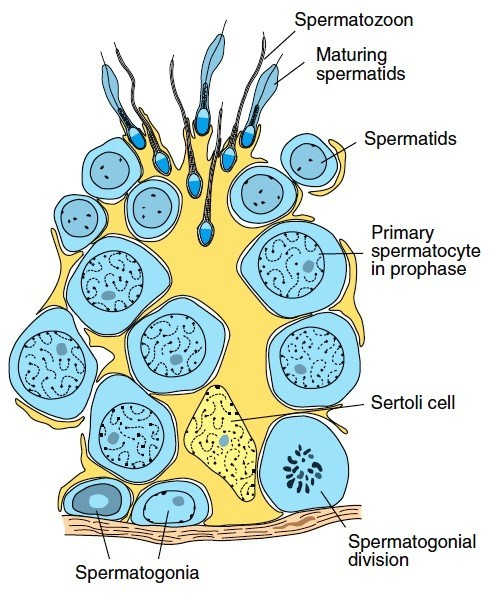 Spermatozoon
Maturing
spermatids
Spermatids
Primary
spermatocyte
in prophase
Sertoli cell
Spermatogonial
division
Spermatogonia